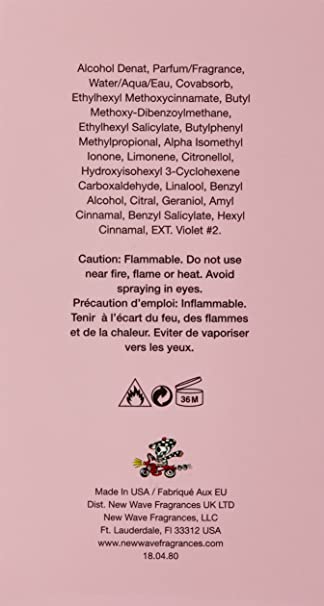 Alcohol Denat, Parfum/Fragrance,
Water/Aqua/Eau, Covabsorb,
Ethylhexyl Methoxycinnamate, Butyl
Methoxy-Dibenzoylmethane,
Ethylhexyl Salicylate, Butylphenyl
Methylpropional, Alpha Isomethyl
Ionone, Limonene, Citronellol,
Hydroxyisohexyl 3-Cyclohexene
Carboxaldehyde, Linalool, Benzyl
Alcohol, Citral, Geraniol, Amyl
Cinnamal, Benzyl Salicylate, Hexyl
Cinnamal, EXT. Violet #2.
Caution: Flammable. Do not use
near fire, flame or heat. Avoid
spraying in eyes.
Précaution d'emploi: Inflammable.
Tenir à l'écart du feu, des flammes
et de la chaleur. Eviter de vaporiser
vers les yeux.
36M
Made In USA / Fabriqué Aux EU
Dist. New Wave Fragrances UK LTD
New Wave Fragrances, LLC
Ft. Lauderdale, Fl 33312 USA
www.newwavefragrances.com
18.04.80